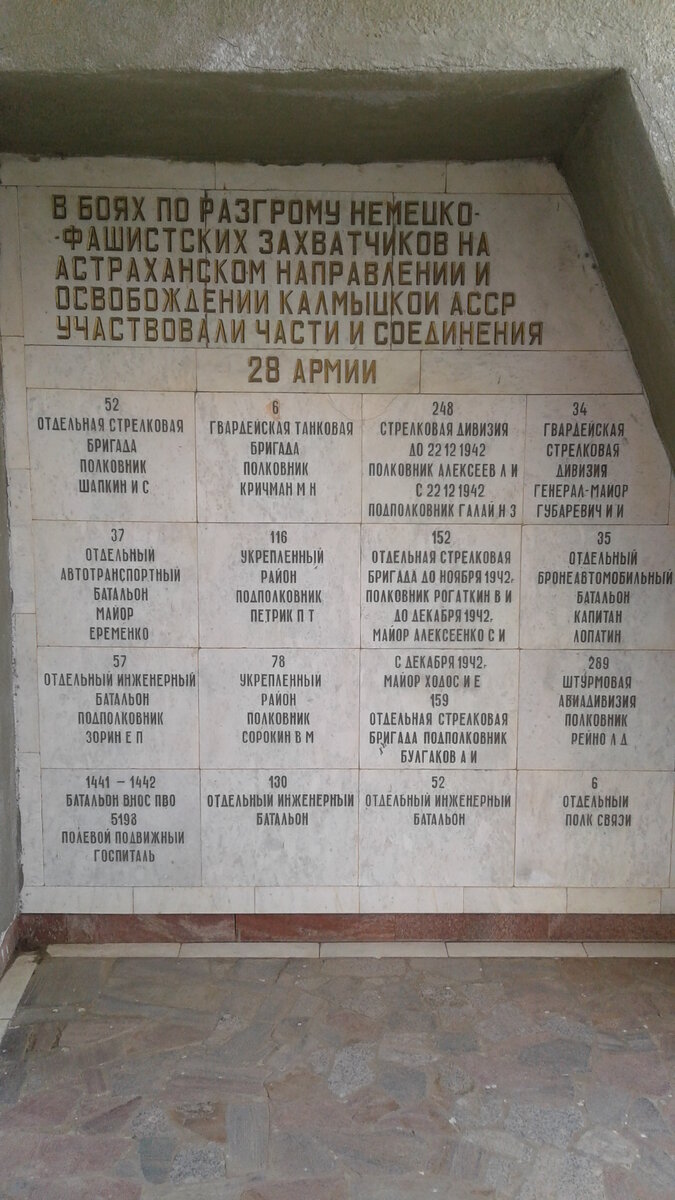 В БОЯХ ПО РАЗГРОМУ НЕМЕЦКО-
-ФАШИСТСКИХ ЗАХВАТЧИКОВ НА
АСТРАХАНСКОМ НАПРАВЛЕНИИ И
ОСВОБОЖДЕНИИ КАЛМЫЦКОЙ АССР
УЧАСТВОВАЛИ ЧАСТИ И СОЕДИНЕНИЯ
28 АРМИИ
52
ОТДЕЛЬНАЯ СТРЕЛКОВАЯ
БРИГАДА
ПОЛКОВНИК
ШАПКИН И С
6
ГВАРДЕЙСКАЯ ТАНКОВАЯ
БРИГАДА
ПОЛКОВНИК
КРИЧМАН М Н
248
СТРЕЛКОВАЯ ДИВИЗИЯ
ДО 22 12 1942
ПОЛКОВНИК АЛЕКСЕЕВ Л И
С 22 12 1942
ПОДПОЛКОВНИК ГАЛАЙ Н З
34
ГВАРДЕЙСКАЯ
СТРЕЛКОВАЯ
ДИВИЗИЯ
ГЕНЕРАЛ-МАЙОР
ГУБАРЕВИЧ И И
37
ОТДЕЛЬНЫЙ
АВТОТРАНСПОРТНЫЙ
БАТАЛЬОН
МАЙОР
ЕРЕМЕНКО
116
УКРЕПЛЕННЫЙ
РАЙОН
ПОДПОЛКОВНИК
ПЕТРИК П Т
152
ОТДЕЛЬНАЯ СТРЕЛКОВАЯ
БРИГАДА ДО НОЯБРЯ 1942г.
ПОЛКОВНИК РОГАТКИН В И
ДО ДЕКАБРЯ 1942г.
МАЙОР АЛЕКСЕЕНКО С И
35
ОТДЕЛЬНЫЙ
БРОНЕАВТОМОБИЛЬНЫЙ
БАТАЛЬОН
КАПИТАН
ЛОПАТИН
57
ОТДЕЛЬНЫЙ ИНЖЕНЕРНЫЙ
БАТАЛЬОН
ПОДПОЛКОВНИК
ЗОРИН Е П
78
УКРЕПЛЕННЫЙ
РАЙОН
ПОЛКОВНИК
СОРОКИН В М
С ДЕКАБРЯ 1942г.
МАЙОР ХОДОС И Е
159
ОТДЕЛЬНАЯ СТРЕЛКОВАЯ
БРИГАДА ПОДПОЛКОВНИК
БУЛГАКОВ А И
289
ШТУРМОВАЯ
АВИАДИВИЗИЯ
ПОЛКОВНИК
РЕЙНО Л Д
1441 – 1442
БАТАЛЬОН ВНОС ПВО
5198
ПОЛЕВОЙ ПОДВИЖНЫЙ
ГОСПИТАЛЬ
130
ОТДЕЛЬНЫЙ ИНЖЕНЕРНЫЙ
БАТАЛЬОН
52
ОТДЕЛЬНЫЙ ИНЖЕНЕРНЫЙ
БАТАЛЬОН
6
ОТДЕЛЬНЫЙ
ПОЛК СВЯЗИ